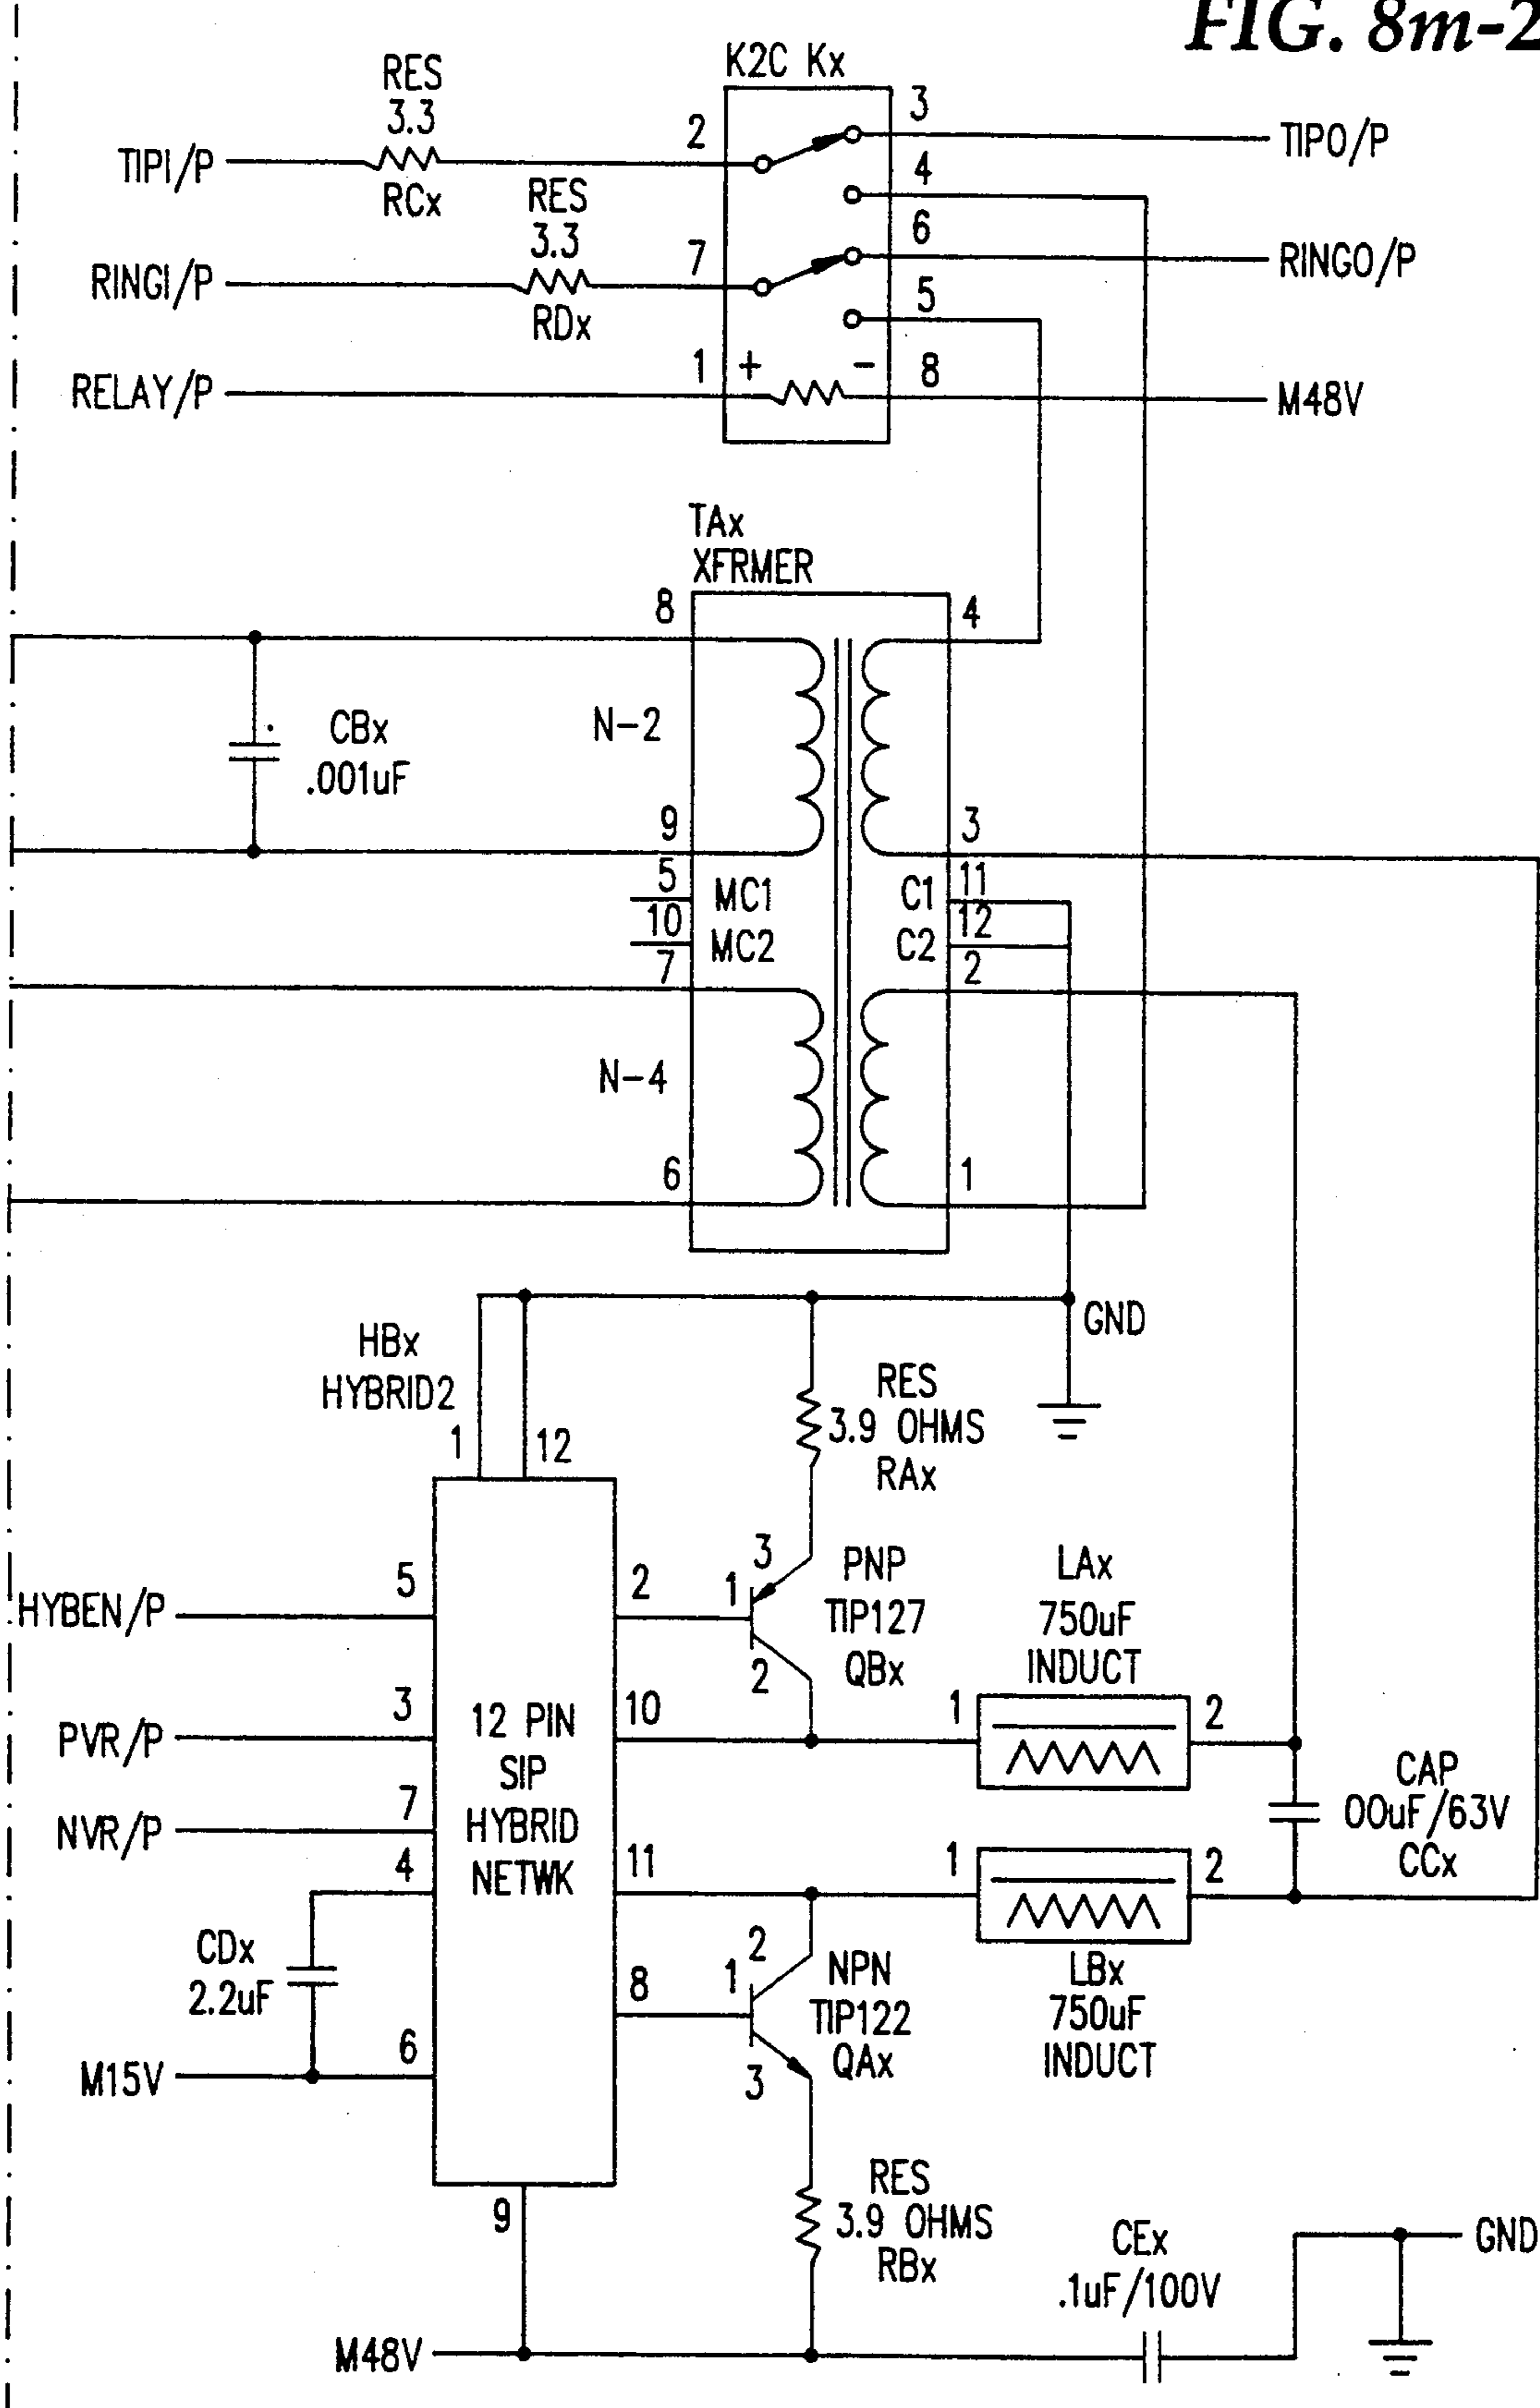 FIG. 8m-2
K2C Kx
RES
3.3
RCx
TIPI/P
2
3
TIPO/P
4
RES
3.3
RDx
RINGI/P
7
6
RINGO/P
5
RELAY/P
1
+
-
8
M48V
TAx
XFRMER
8
4
CBx
.001uF
N-2
9
3
5
MC1
C1
11
10
MC2
C2
12
7
2
N-4
6
1
GND
HBx
HYBRID2
1
12
RES
3.9 OHMS
RAx
HYBEN/P
5
2
1
3
2
PNP
TIP127
QBx
LAx
750uF
INDUCT
PVR/P
3
10
1
2
12 PIN
SIP
HYBRID
NETWK
NVR/P
7
4
11
1
2
CAP
00uF/63V
CCx
CDx
2.2uF
8
2
1
3
NPN
TIP122
QAx
LBx
750uF
INDUCT
M15V
6
9
RES
3.9 OHMS
RBx
CEx
.1uF/100V
GND
M48V